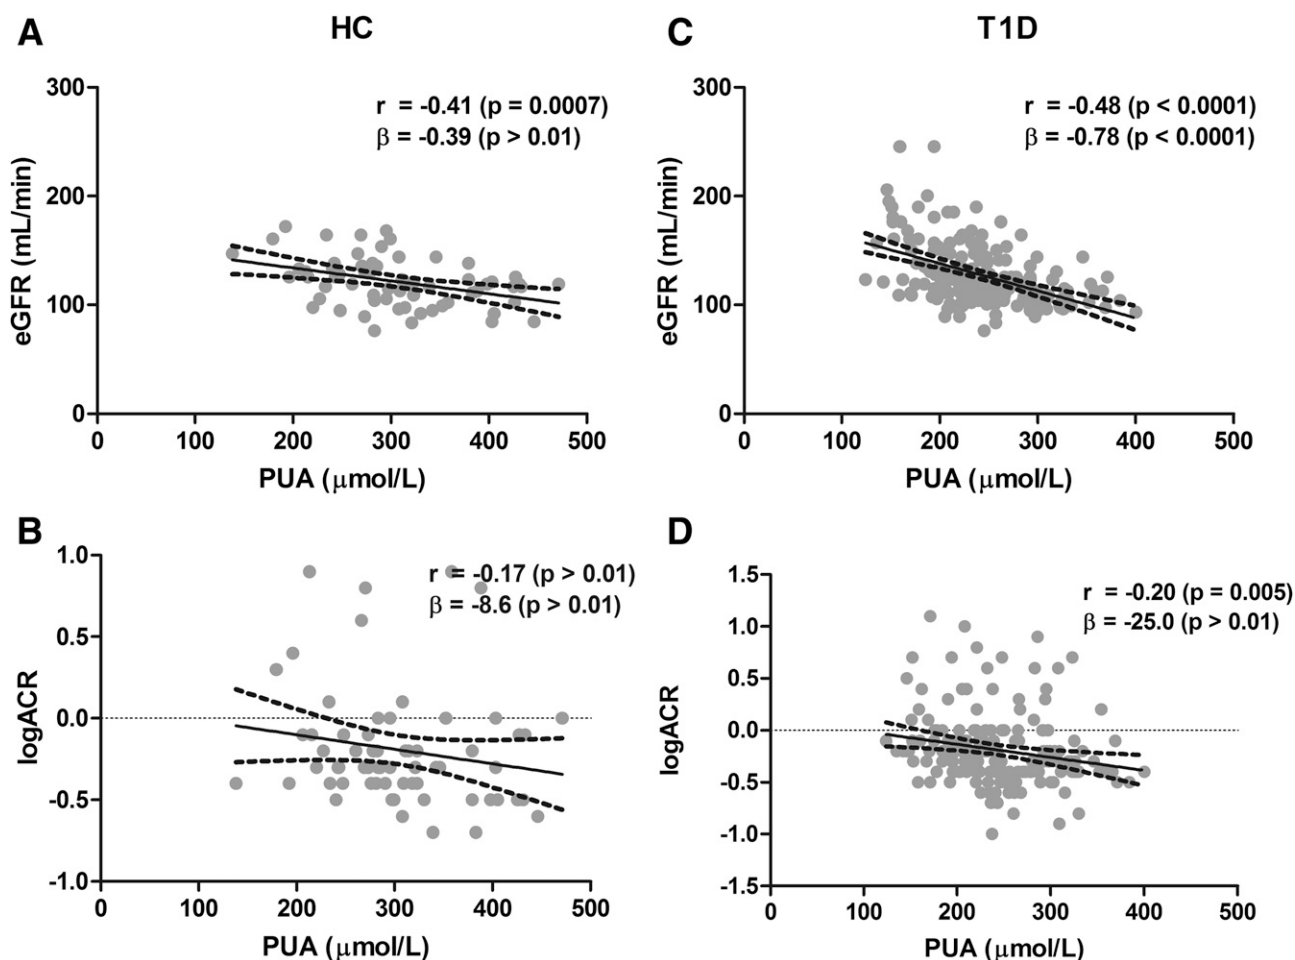 A
HC
r = -0.41 (p = 0.0007)
β = -0.39 (p > 0.01)
eGFR (mL/min)
300
200
100
0
0 100 200 300 400 500
PUA (μmol/L)
C
T1D
r = -0.48 (p < 0.0001)
β = -0.78 (p < 0.0001)
eGFR (mL/min)
300
200
100
0
0 100 200 300 400 500
PUA (μmol/L)
B
r = -0.17 (p > 0.01)
β = -8.6 (p > 0.01)
logACR
1.0
0.5
0.0
-0.5
-1.0
0 100 200 300 400 500
PUA (μmol/L)
D
r = -0.20 (p = 0.005)
β = -25.0 (p > 0.01)
logACR
1.5
1.0
0.5
0.0
-0.5
-1.0
-1.5
0 100 200 300 400 500
PUA (μmol/L)